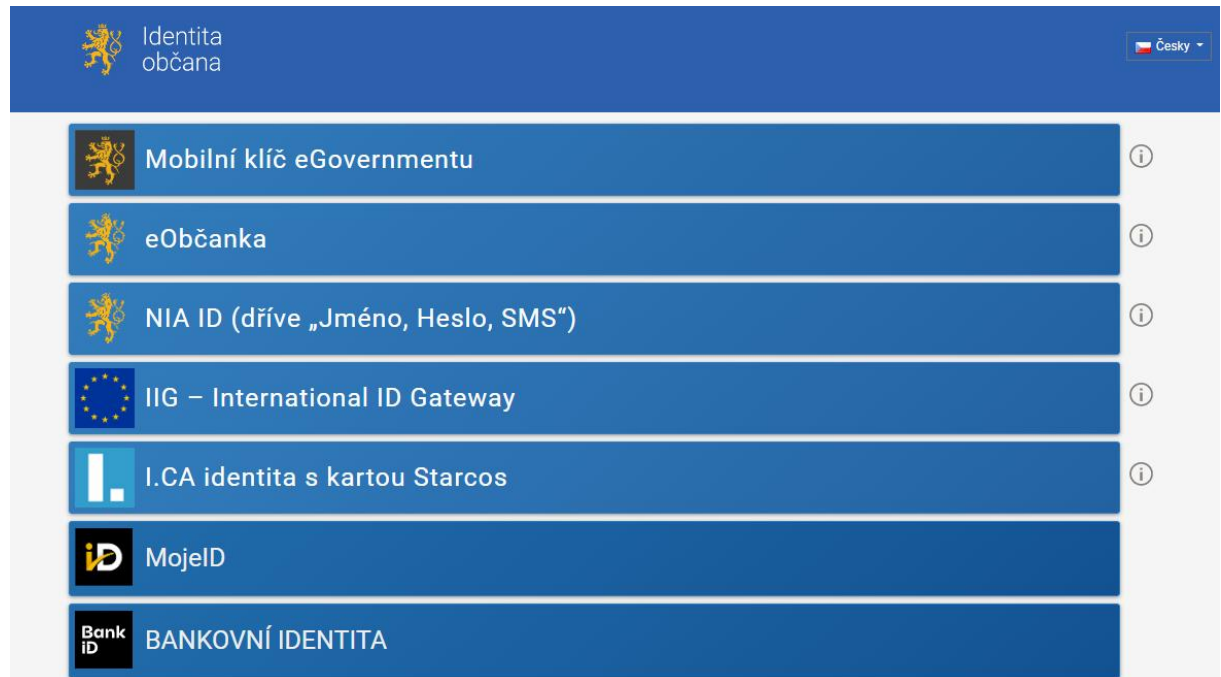 Identita
občana
Česky
Mobilní klíč eGovernmentu
eObčanka
NIA ID (dříve „Jméno, Heslo, SMS“)
IIG – International ID Gateway
I.CA identita s kartou Starcos
iD
MojeID
Bank
iD
BANKOVNÍ IDENTITA